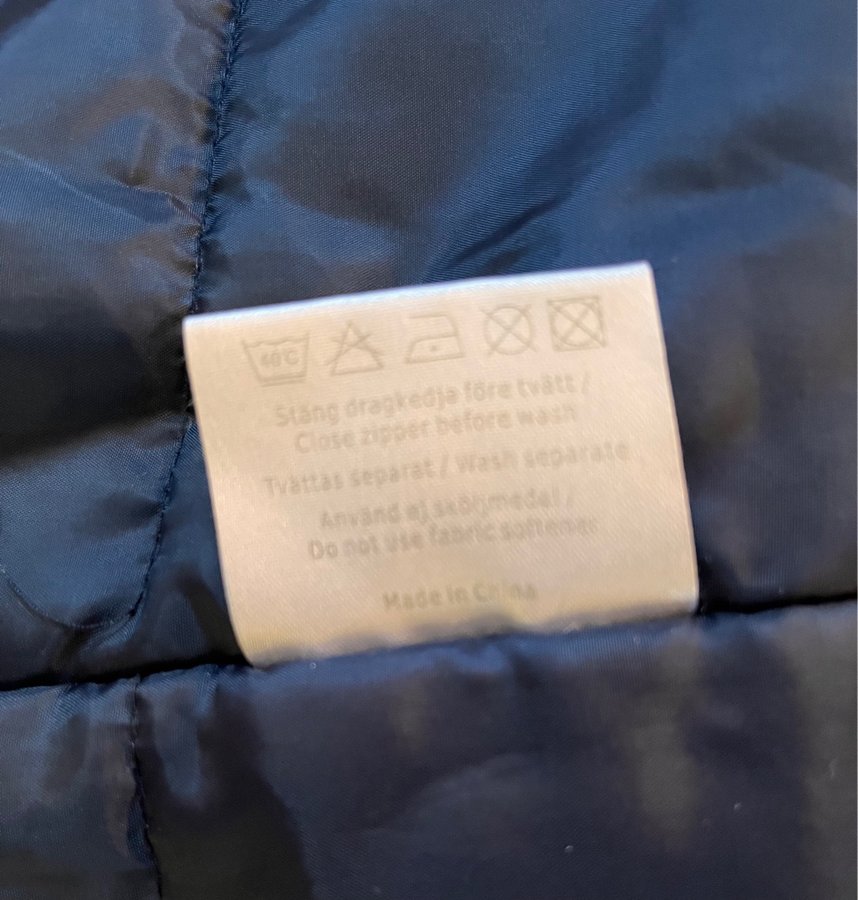 40°C
Stäng dragkedja före tvätt /
Close zipper before wash
Tvättas separat / Wash separate
Använd ej sköljmedel /
Do not use fabric softener
Made in China